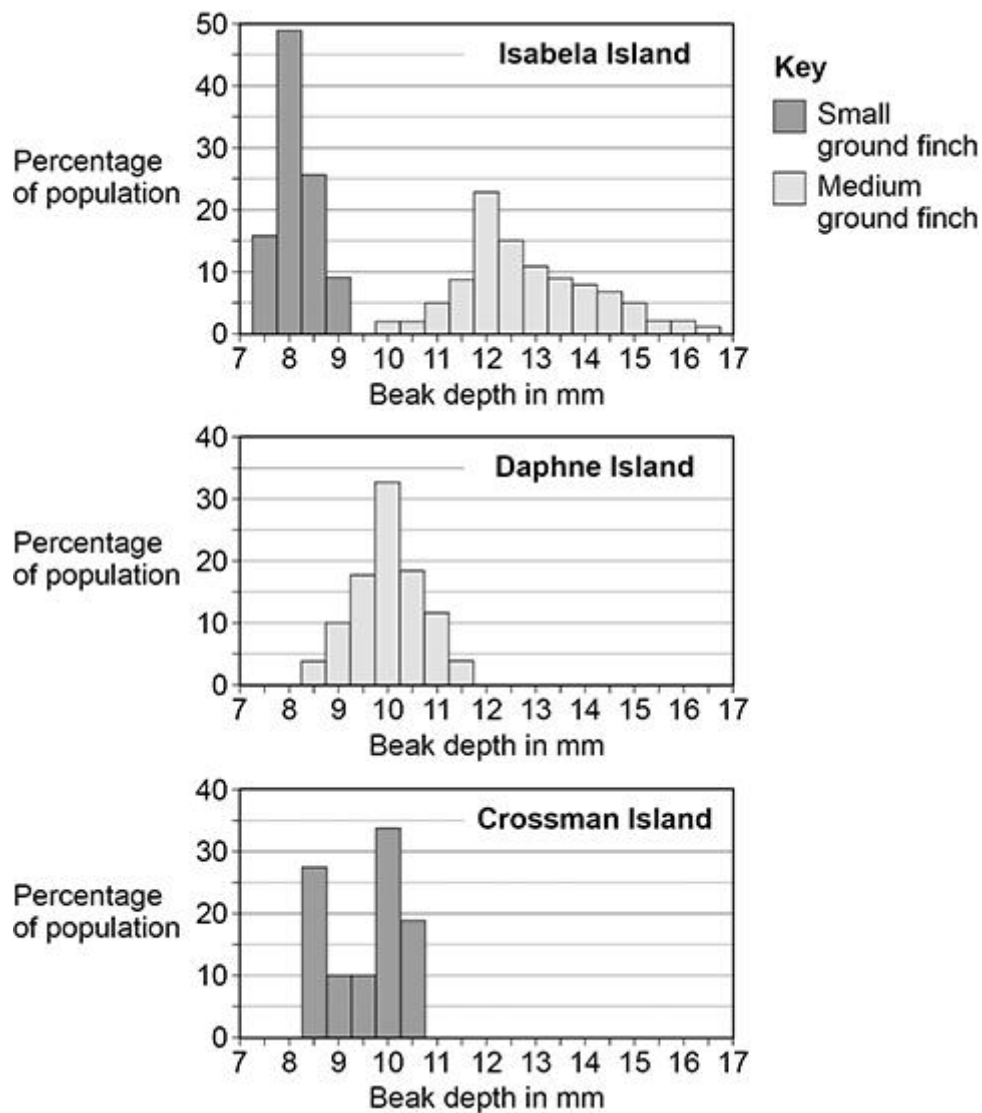 50
Isabela Island
40
30
20
10
0
Percentage
of population
7 8 9 10 11 12 13 14 15 16 17
Beak depth in mm
Key
Small
ground finch
Medium
ground finch
40
Daphne Island
30
20
10
0
Percentage
of population
7 8 9 10 11 12 13 14 15 16 17
Beak depth in mm
40
Crossman Island
30
20
10
0
Percentage
of population
7 8 9 10 11 12 13 14 15 16 17
Beak depth in mm